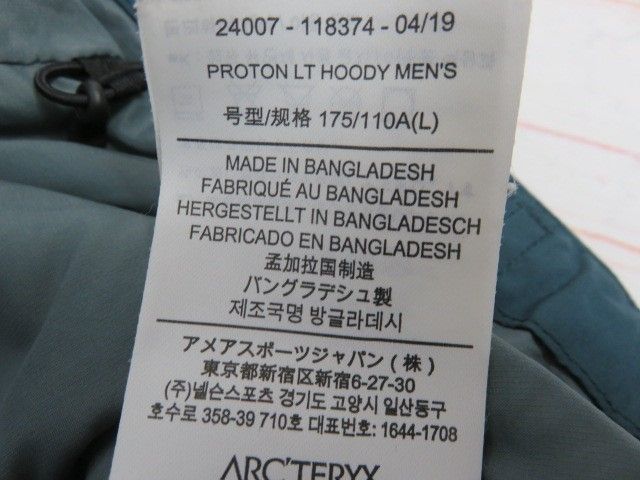 24007 - 118374 - 04/19
PROTON LT HOODY MEN'S
号型/规格 175/110A(L)
MADE IN BANGLADESH
FABRIQUÉ AU BANGLADESH
HERGESTELLT IN BANGLADESCH
FABRICADO EN BANGLADESH
孟加拉国制造
バングラデシュ製
제조국명 방글라데시
アメアスポーツジャパン ( 株 )
東京都新宿区新宿6-27-30
(주)넬슨스포츠 경기도 고양시 일산동구
호수로 358-39 710호 대표번호: 1644-1708
ARC'TERYX